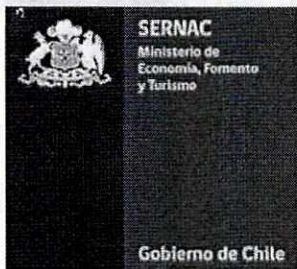 SERNAC
Ministerio de
Economía, Fomento
y Turismo
Gobierno de Chile